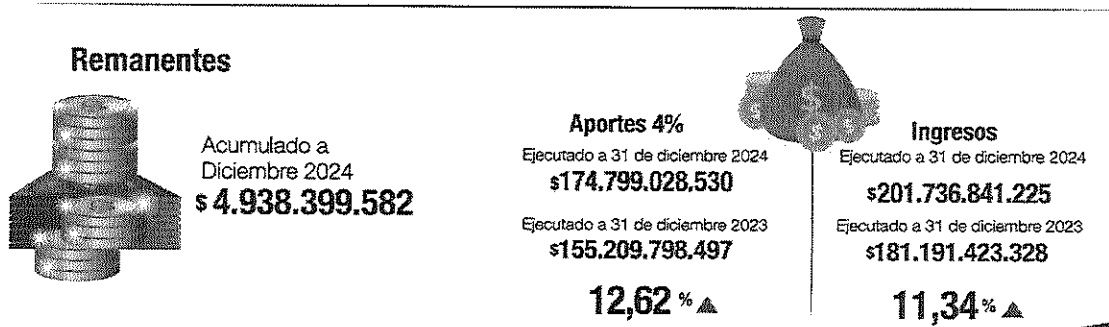 Remanentes
Acumulado a
Diciembre 2024
$ 4.938.399.582
Aportes 4%
Ejecutado a 31 de diciembre 2024
$174.799.028.530
Ejecutado a 31 de diciembre 2023
$155.209.798.497
12,62 % ▲
$
$
$
$
Ingresos
Ejecutado a 31 de diciembre 2024
$201.736.841.225
Ejecutado a 31 de diciembre 2023
$181.191.423.328
11,34 % ▲